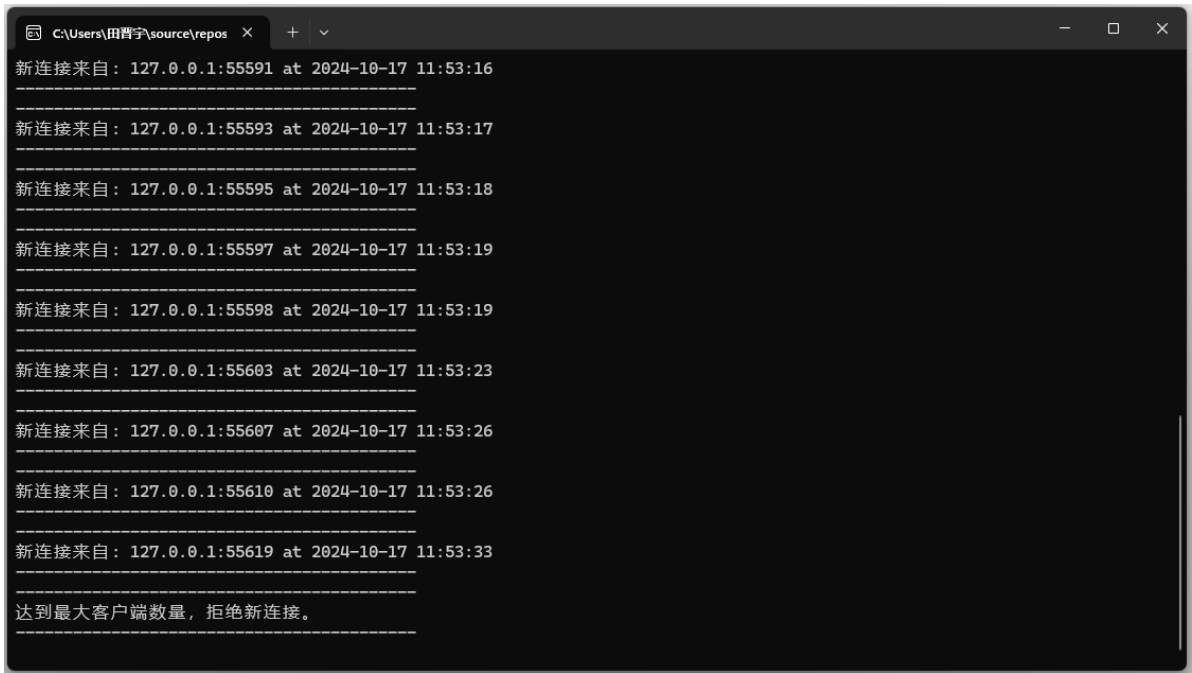 C:\Users\田晋宇\source\repos
新连接来自: 127.0.0.1:55591 at 2024-10-17 11:53:16
------------------------------------------
------------------------------------------
新连接来自: 127.0.0.1:55593 at 2024-10-17 11:53:17
------------------------------------------
------------------------------------------
新连接来自: 127.0.0.1:55595 at 2024-10-17 11:53:18
------------------------------------------
------------------------------------------
新连接来自: 127.0.0.1:55597 at 2024-10-17 11:53:19
------------------------------------------
------------------------------------------
新连接来自: 127.0.0.1:55598 at 2024-10-17 11:53:19
------------------------------------------
------------------------------------------
新连接来自: 127.0.0.1:55603 at 2024-10-17 11:53:23
------------------------------------------
------------------------------------------
新连接来自: 127.0.0.1:55607 at 2024-10-17 11:53:26
------------------------------------------
------------------------------------------
新连接来自: 127.0.0.1:55610 at 2024-10-17 11:53:26
------------------------------------------
------------------------------------------
新连接来自: 127.0.0.1:55619 at 2024-10-17 11:53:33
------------------------------------------
------------------------------------------
达到最大客户端数量，拒绝新连接。
------------------------------------------